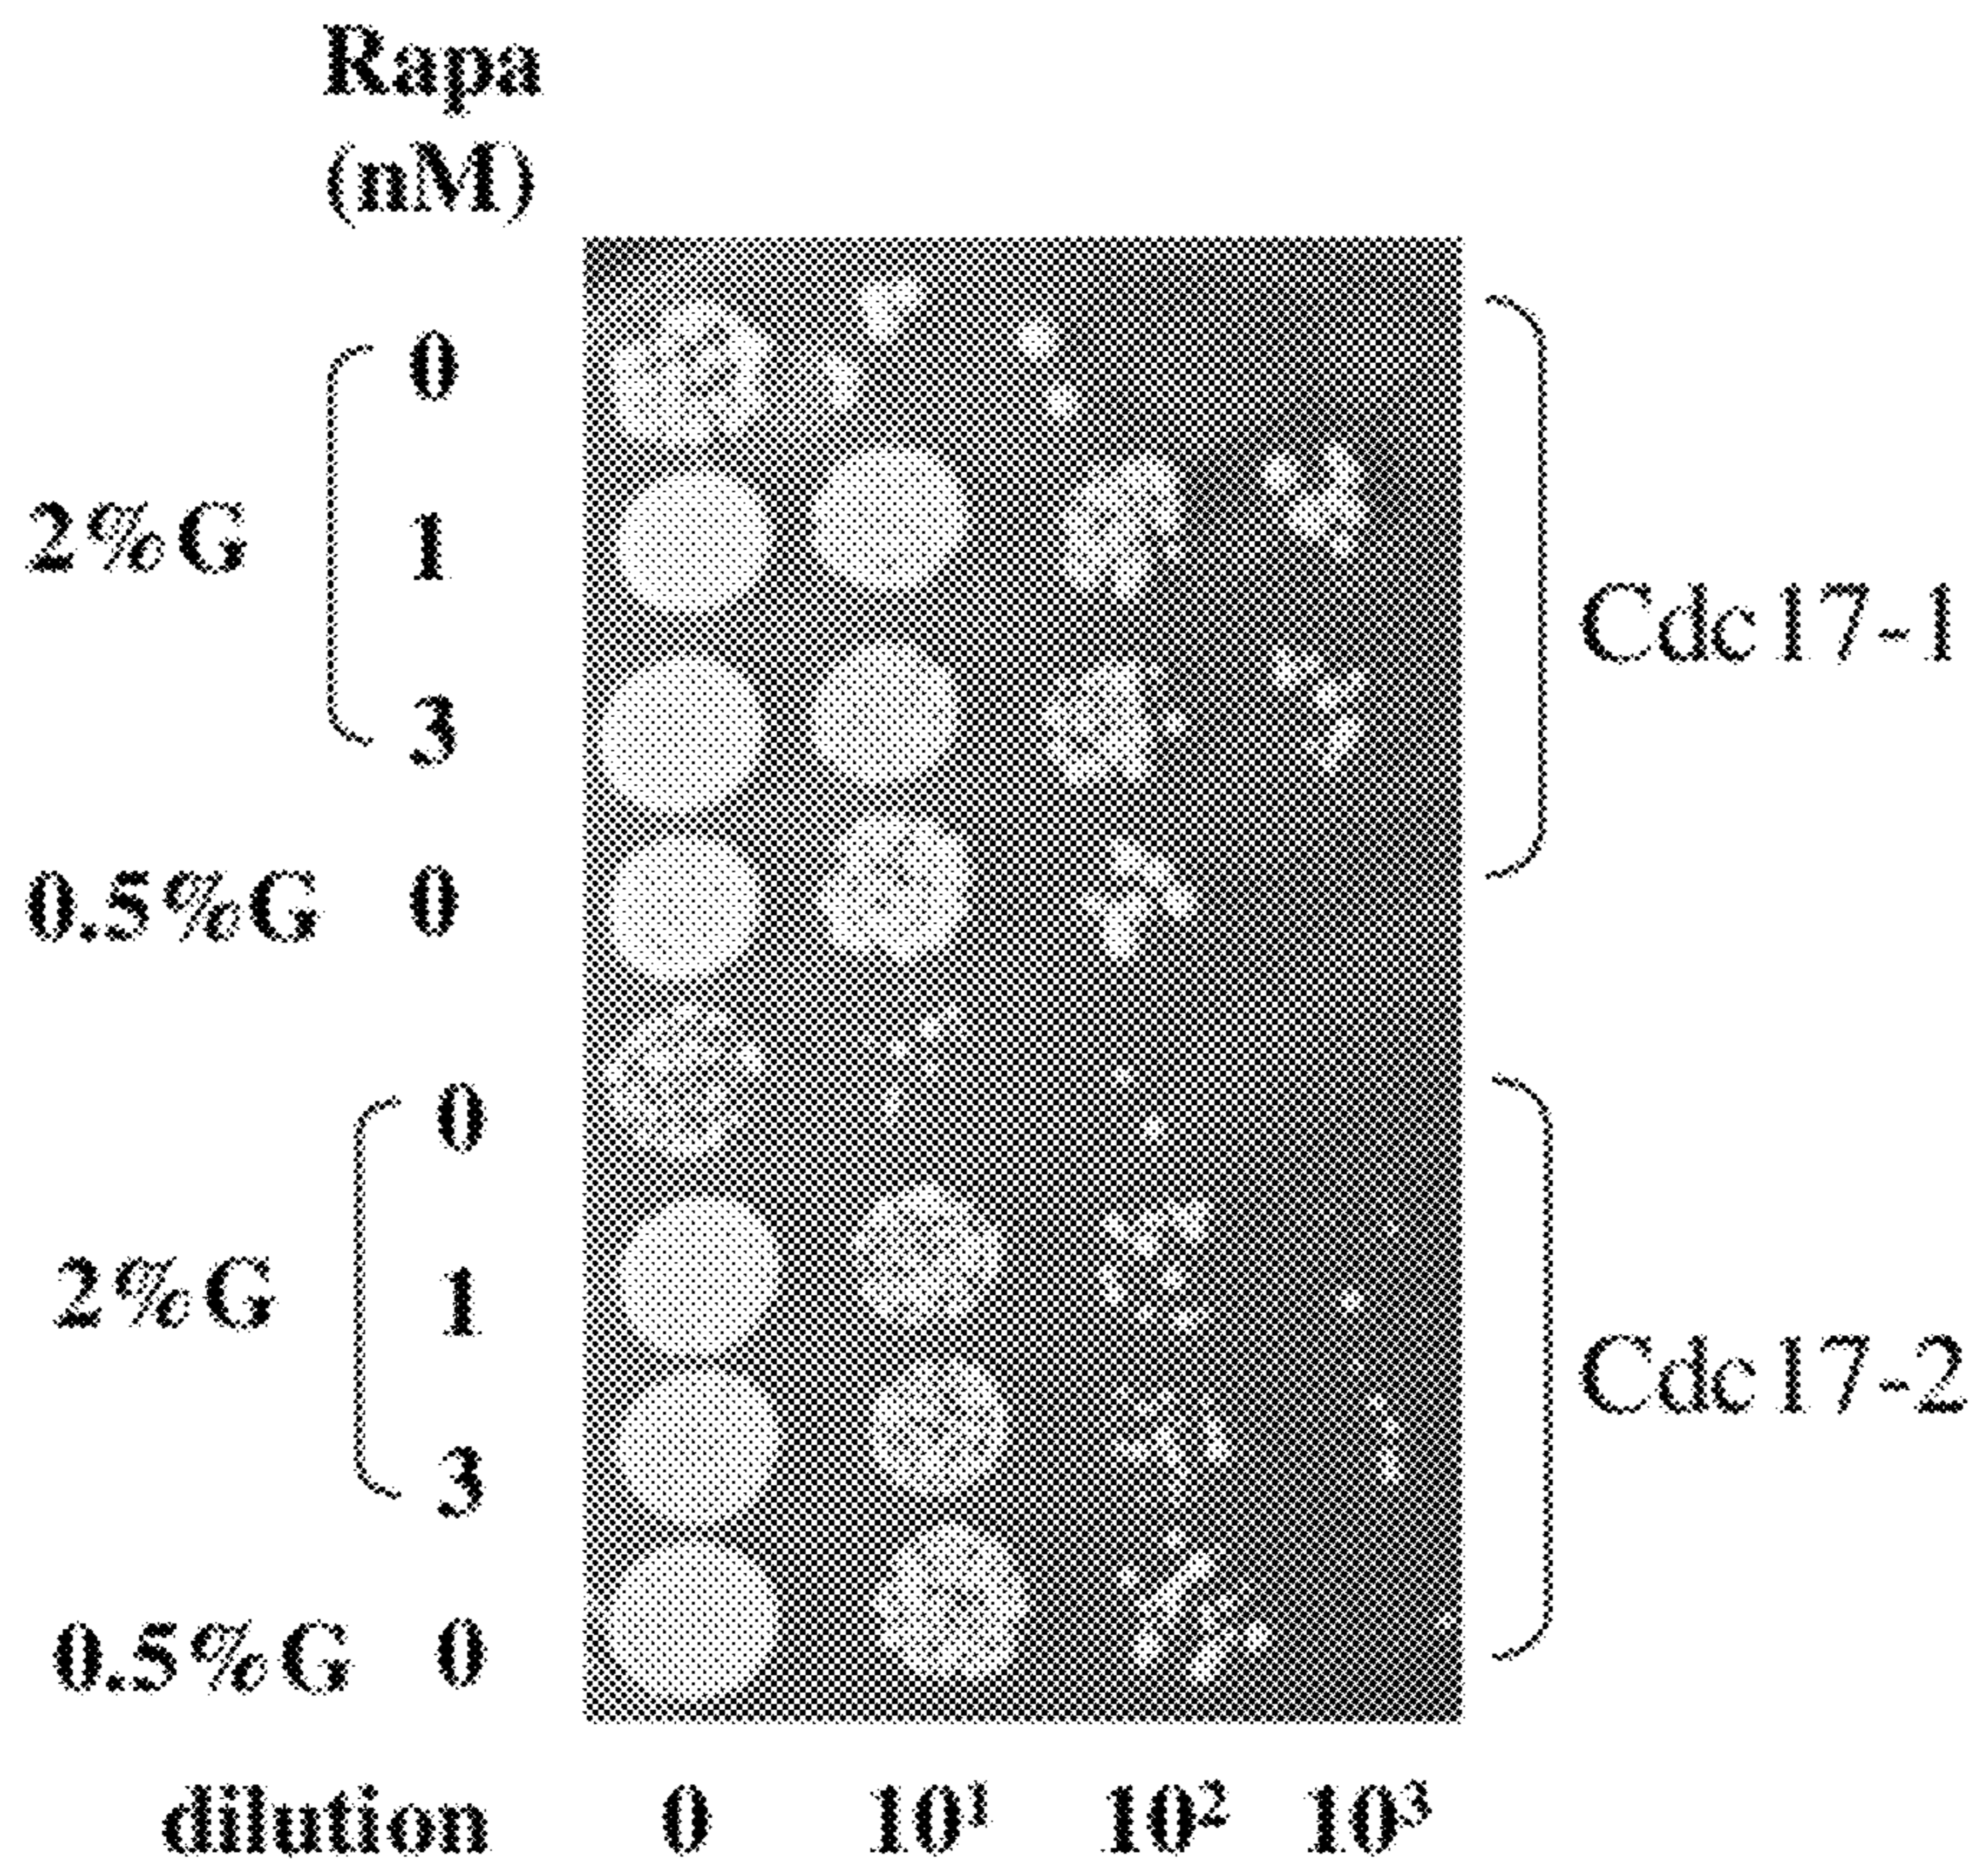 Rapa
(nM)
0
2%G 1
3
0.5%G 0
Cdc17-1
0
2%G 1
3
0.5%G 0
Cdc17-2
dilution 0 10¹ 10² 10³